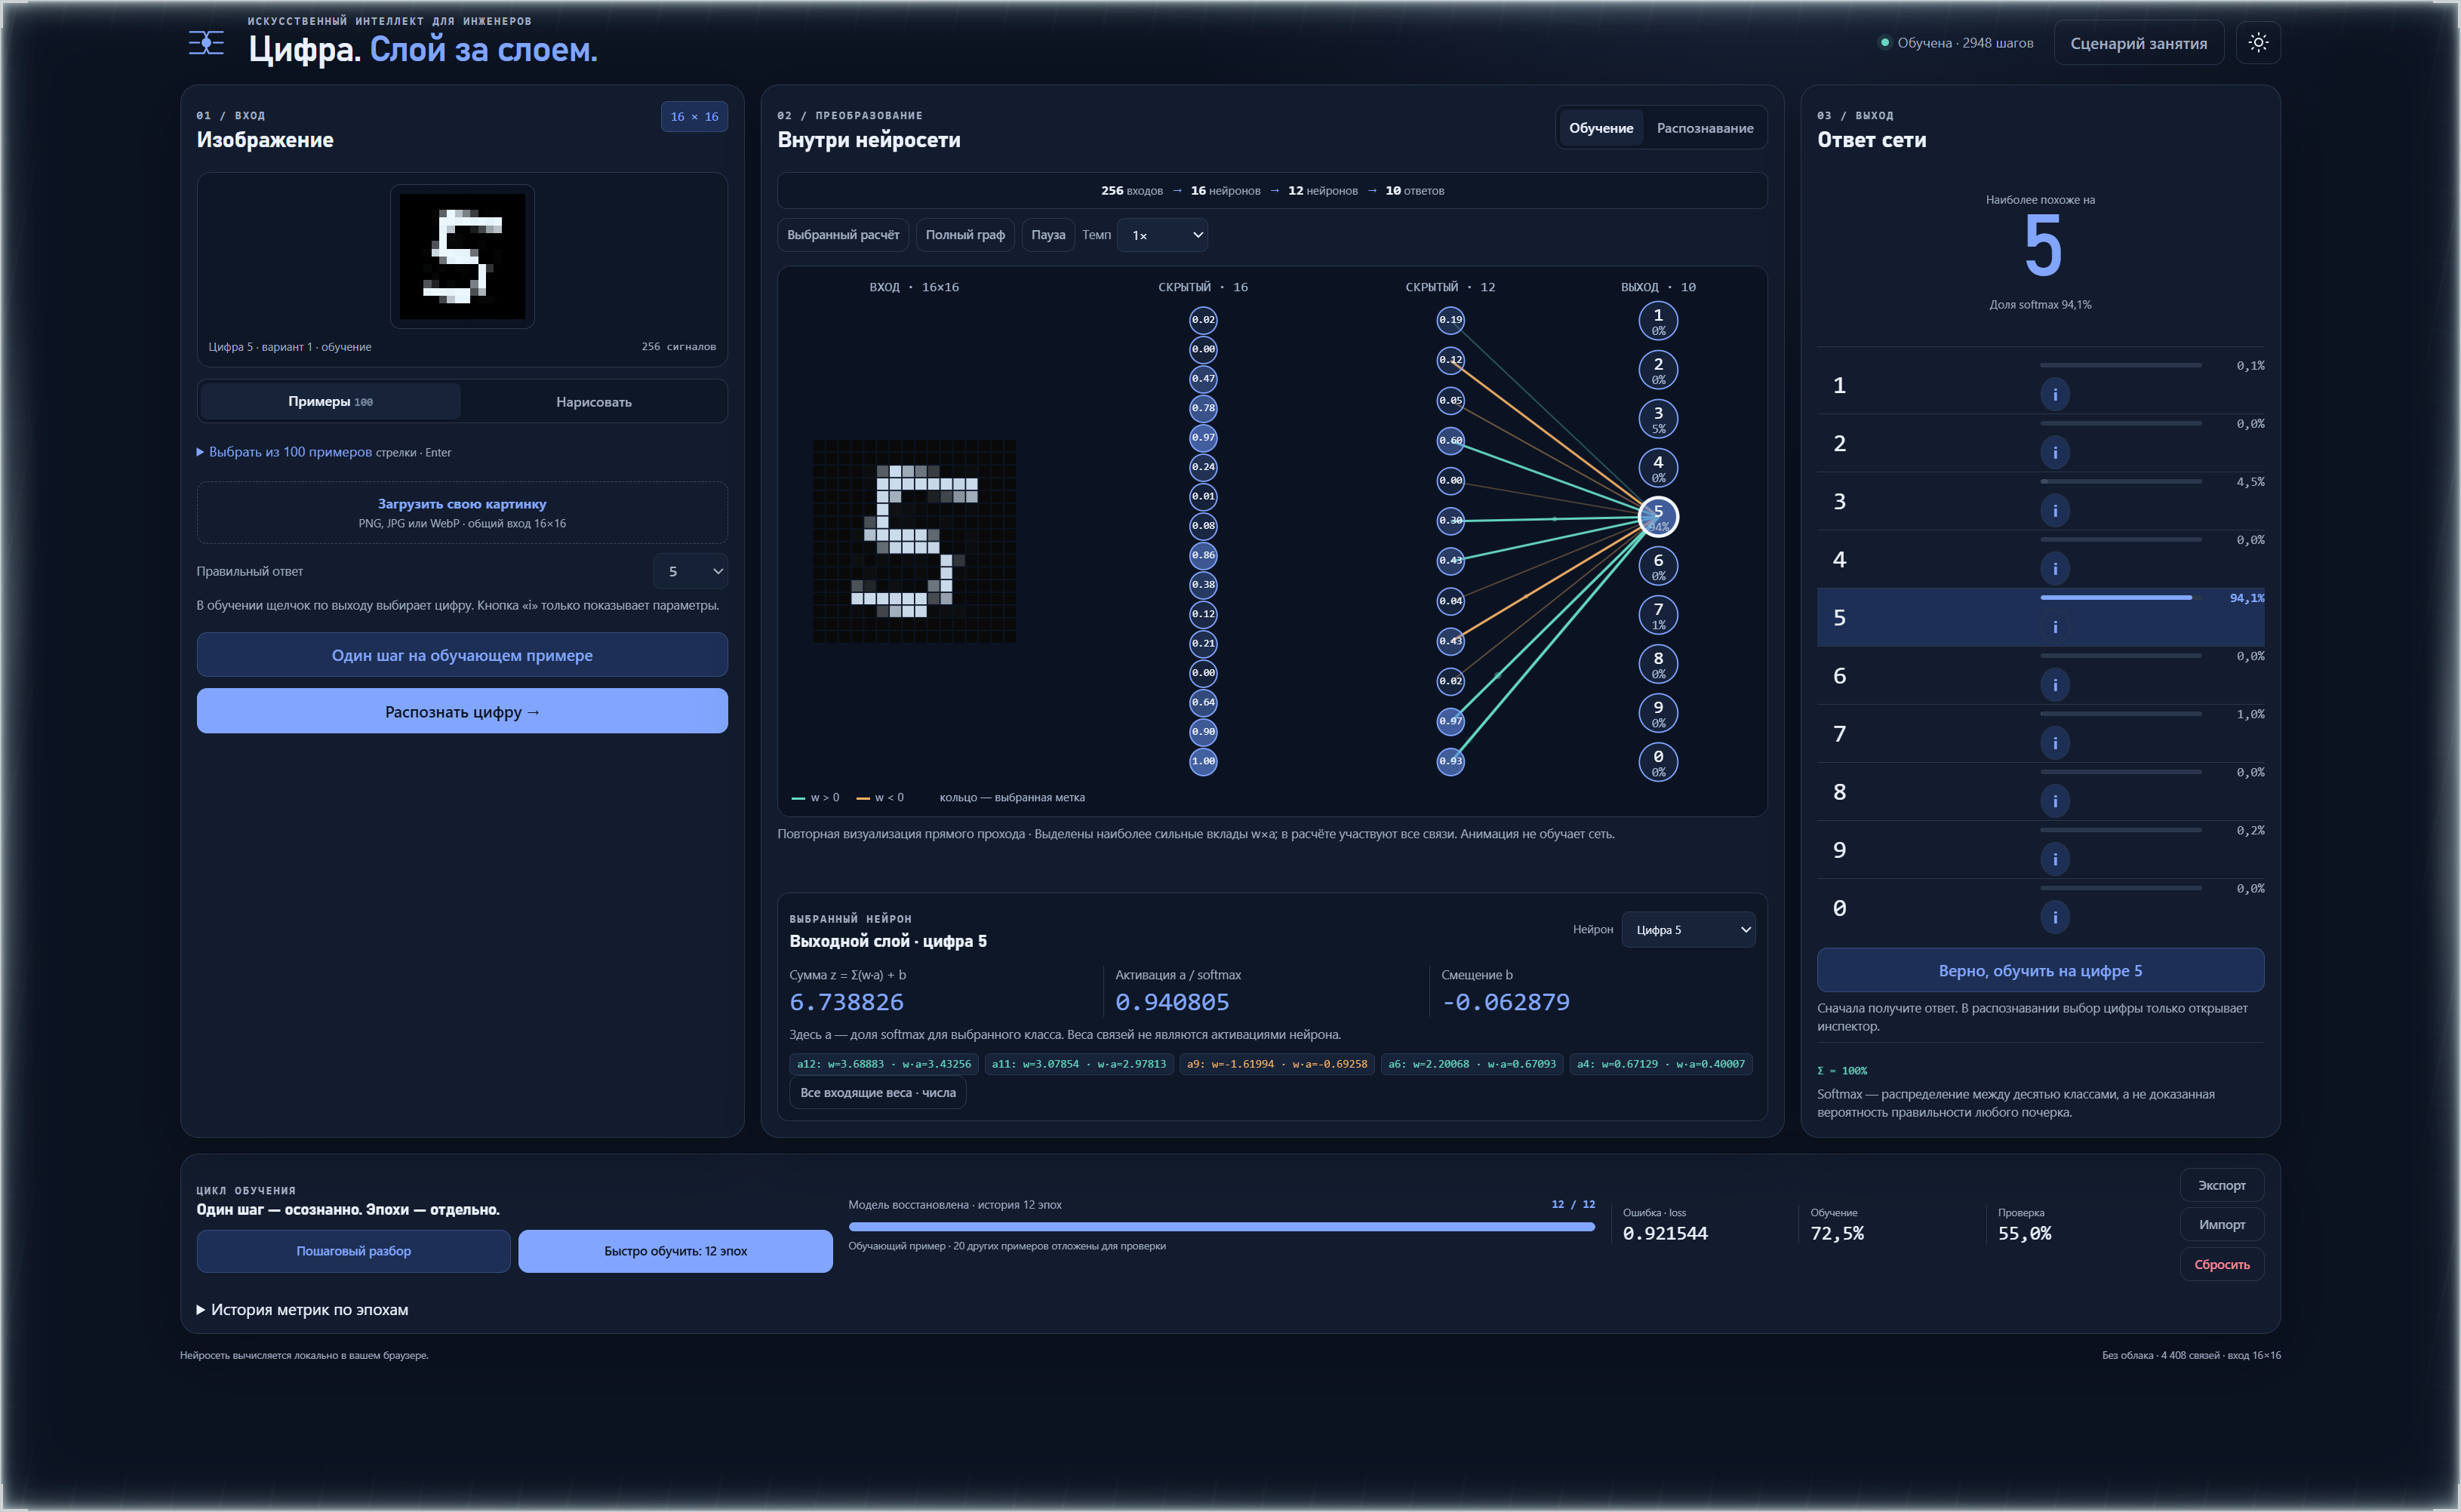 ИСКУССТВЕННЫЙ ИНТЕЛЛЕКТ ДЛЯ ИНЖЕНЕРОВ
Цифра. Слой за слоем.
Обучена · 2948 шагов
Сценарий занятия
01 / ВХОД
Изображение
16 × 16
Цифра 5 · вариант 1 · обучение
256 сигналов
Примеры 100
Нарисовать
Выбрать из 100 примеров стрелки · Enter
Загрузить свою картинку
PNG, JPG или WebP · общий вход 16×16
Правильный ответ
5
В обучении щелчок по выходу выбирает цифру. Кнопка «i» только показывает параметры.
Один шаг на обучающем примере
Распознать цифру →
02 / ПРЕОБРАЗОВАНИЕ
Внутри нейросети
Обучение
Распознавание
256 входов → 16 нейронов → 12 нейронов → 10 ответов
Выбранный расчёт
Полный граф
Пауза
Темп
1×
ВХОД · 16×16
СКРЫТЫЙ · 16
СКРЫТЫЙ · 12
ВЫХОД · 10
0.02
0.00
0.47
0.78
0.97
0.24
0.01
0.08
0.86
0.38
0.12
0.21
0.00
0.64
0.90
1.00
0.19
0.12
0.05
0.60
0.00
0.30
0.43
0.04
0.43
0.02
0.97
0.93
1
0%
2
0%
3
5%
4
0%
5
94%
6
0%
7
1%
8
0%
9
0%
0
0%
w > 0
w < 0
кольцо — выбранная метка
Повторная визуализация прямого прохода · Выделены наиболее сильные вклады w×a; в расчёте участвуют все связи. Анимация не обучает сеть.
ВЫБРАННЫЙ НЕЙРОН
Выходной слой · цифра 5
Нейрон
Цифра 5
Сумма z = Σ(w·a) + b
6.738826
Активация a / softmax
0.940805
Смещение b
-0.062879
Здесь a — доля softmax для выбранного класса. Веса связей не являются активациями нейрона.
a12: w=3.68883 · w·a=3.43256
a11: w=3.07854 · w·a=2.97813
a9: w=-1.61994 · w·a=-0.69258
a6: w=2.20068 · w·a=0.67093
a4: w=0.67129 · w·a=0.40007
Все входящие веса · числа
03 / ВЫХОД
Ответ сети
Наиболее похоже на
5
Доля softmax 94,1%
1
i
0,1%
2
i
0,0%
3
i
4,5%
4
i
0,0%
5
i
94,1%
6
i
0,0%
7
i
1,0%
8
i
0,0%
9
i
0,2%
0
i
0,0%
Верно, обучить на цифре 5
Сначала получите ответ. В распознавании выбор цифры только открывает
инспектор.
Σ = 100%
Softmax — распределение между десятью классами, а не доказанная
вероятность правильности любого почерка.
ЦИКЛ ОБУЧЕНИЯ
Один шаг — осознанно. Эпохи — отдельно.
Пошаговый разбор
Быстро обучить: 12 эпох
Модель восстановлена · история 12 эпох
12 / 12
Обучающий пример · 20 других примеров отложены для проверки
Ошибка · loss
0.921544
Обучение
72,5%
Проверка
55,0%
Экспорт
Импорт
Сбросить
История метрик по эпохам
Нейросеть вычисляется локально в вашем браузере.
Без облака · 4 408 связей · вход 16×16